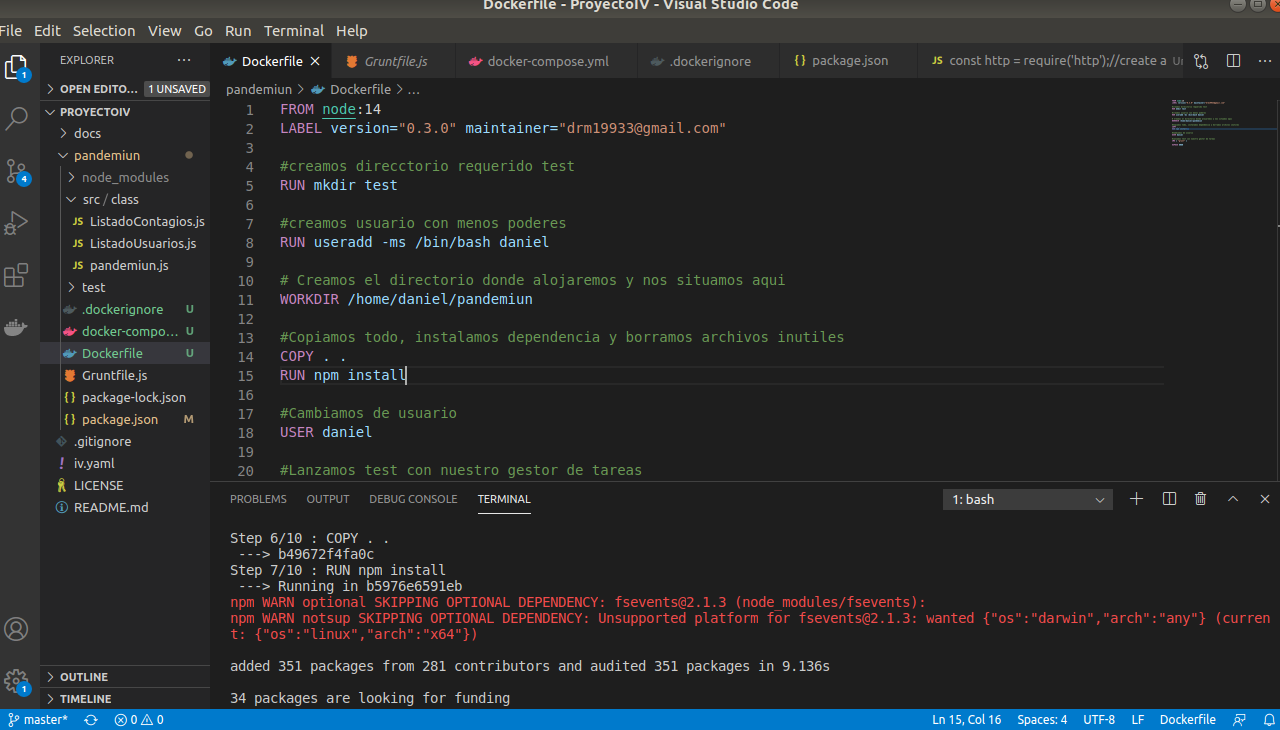 Dockerfile - ProyectoIV - Visual Studio Code
File Edit Selection View Go Run Terminal Help
EXPLORER ...
Dockerfile × Gruntfile.js docker-compose.yml .dockerignore package.json JS const http = require('http');//create a Un
OPEN EDITO... 1 UNSAVED
pandemiun > Dockerfile > ...
PROYECTOIV
docs
pandemiun
node_modules
src / class
JS ListadoContagios.js
JS ListadoUsuarios.js
JS pandemiun.js
test
.dockerignore U
docker-compo... U
Dockerfile U
Gruntfile.js
{} package-lock.json
{} package.json M
.gitignore
! iv.yaml
LICENSE
README.md
OUTLINE
TIMELINE
1 FROM node:14
2 LABEL version="0.3.0" maintainer="drm19933@gmail.com"
3
4 #creamos direcctorio requerido test
5 RUN mkdir test
6
7 #creamos usuario con menos poderes
8 RUN useradd -ms /bin/bash daniel
9
10 # Creamos el directorio donde alojaremos y nos situamos aqui
11 WORKDIR /home/daniel/pandemiun
12
13 #Copiamos todo, instalamos dependencia y borramos archivos inutiles
14 COPY . .
15 RUN npm install
16
17 #Cambiamos de usuario
18 USER daniel
19
20 #Lanzamos test con nuestro gestor de tareas
PROBLEMS OUTPUT DEBUG CONSOLE TERMINAL 1: bash
Step 6/10 : COPY . .
---> b49672f4fa0c
Step 7/10 : RUN npm install
---> Running in b5976e6591eb
npm WARN optional SKIPPING OPTIONAL DEPENDENCY: fsevents@2.1.3 (node_modules/fsevents):
npm WARN notsup SKIPPING OPTIONAL DEPENDENCY: Unsupported platform for fsevents@2.1.3: wanted {"os":"darwin","arch":"any"} (curren
t: {"os":"linux","arch":"x64"})
added 351 packages from 281 contributors and audited 351 packages in 9.136s
34 packages are looking for funding
1
4
1
master* 0 0 Ln 15, Col 16 Spaces: 4 UTF-8 LF Dockerfile